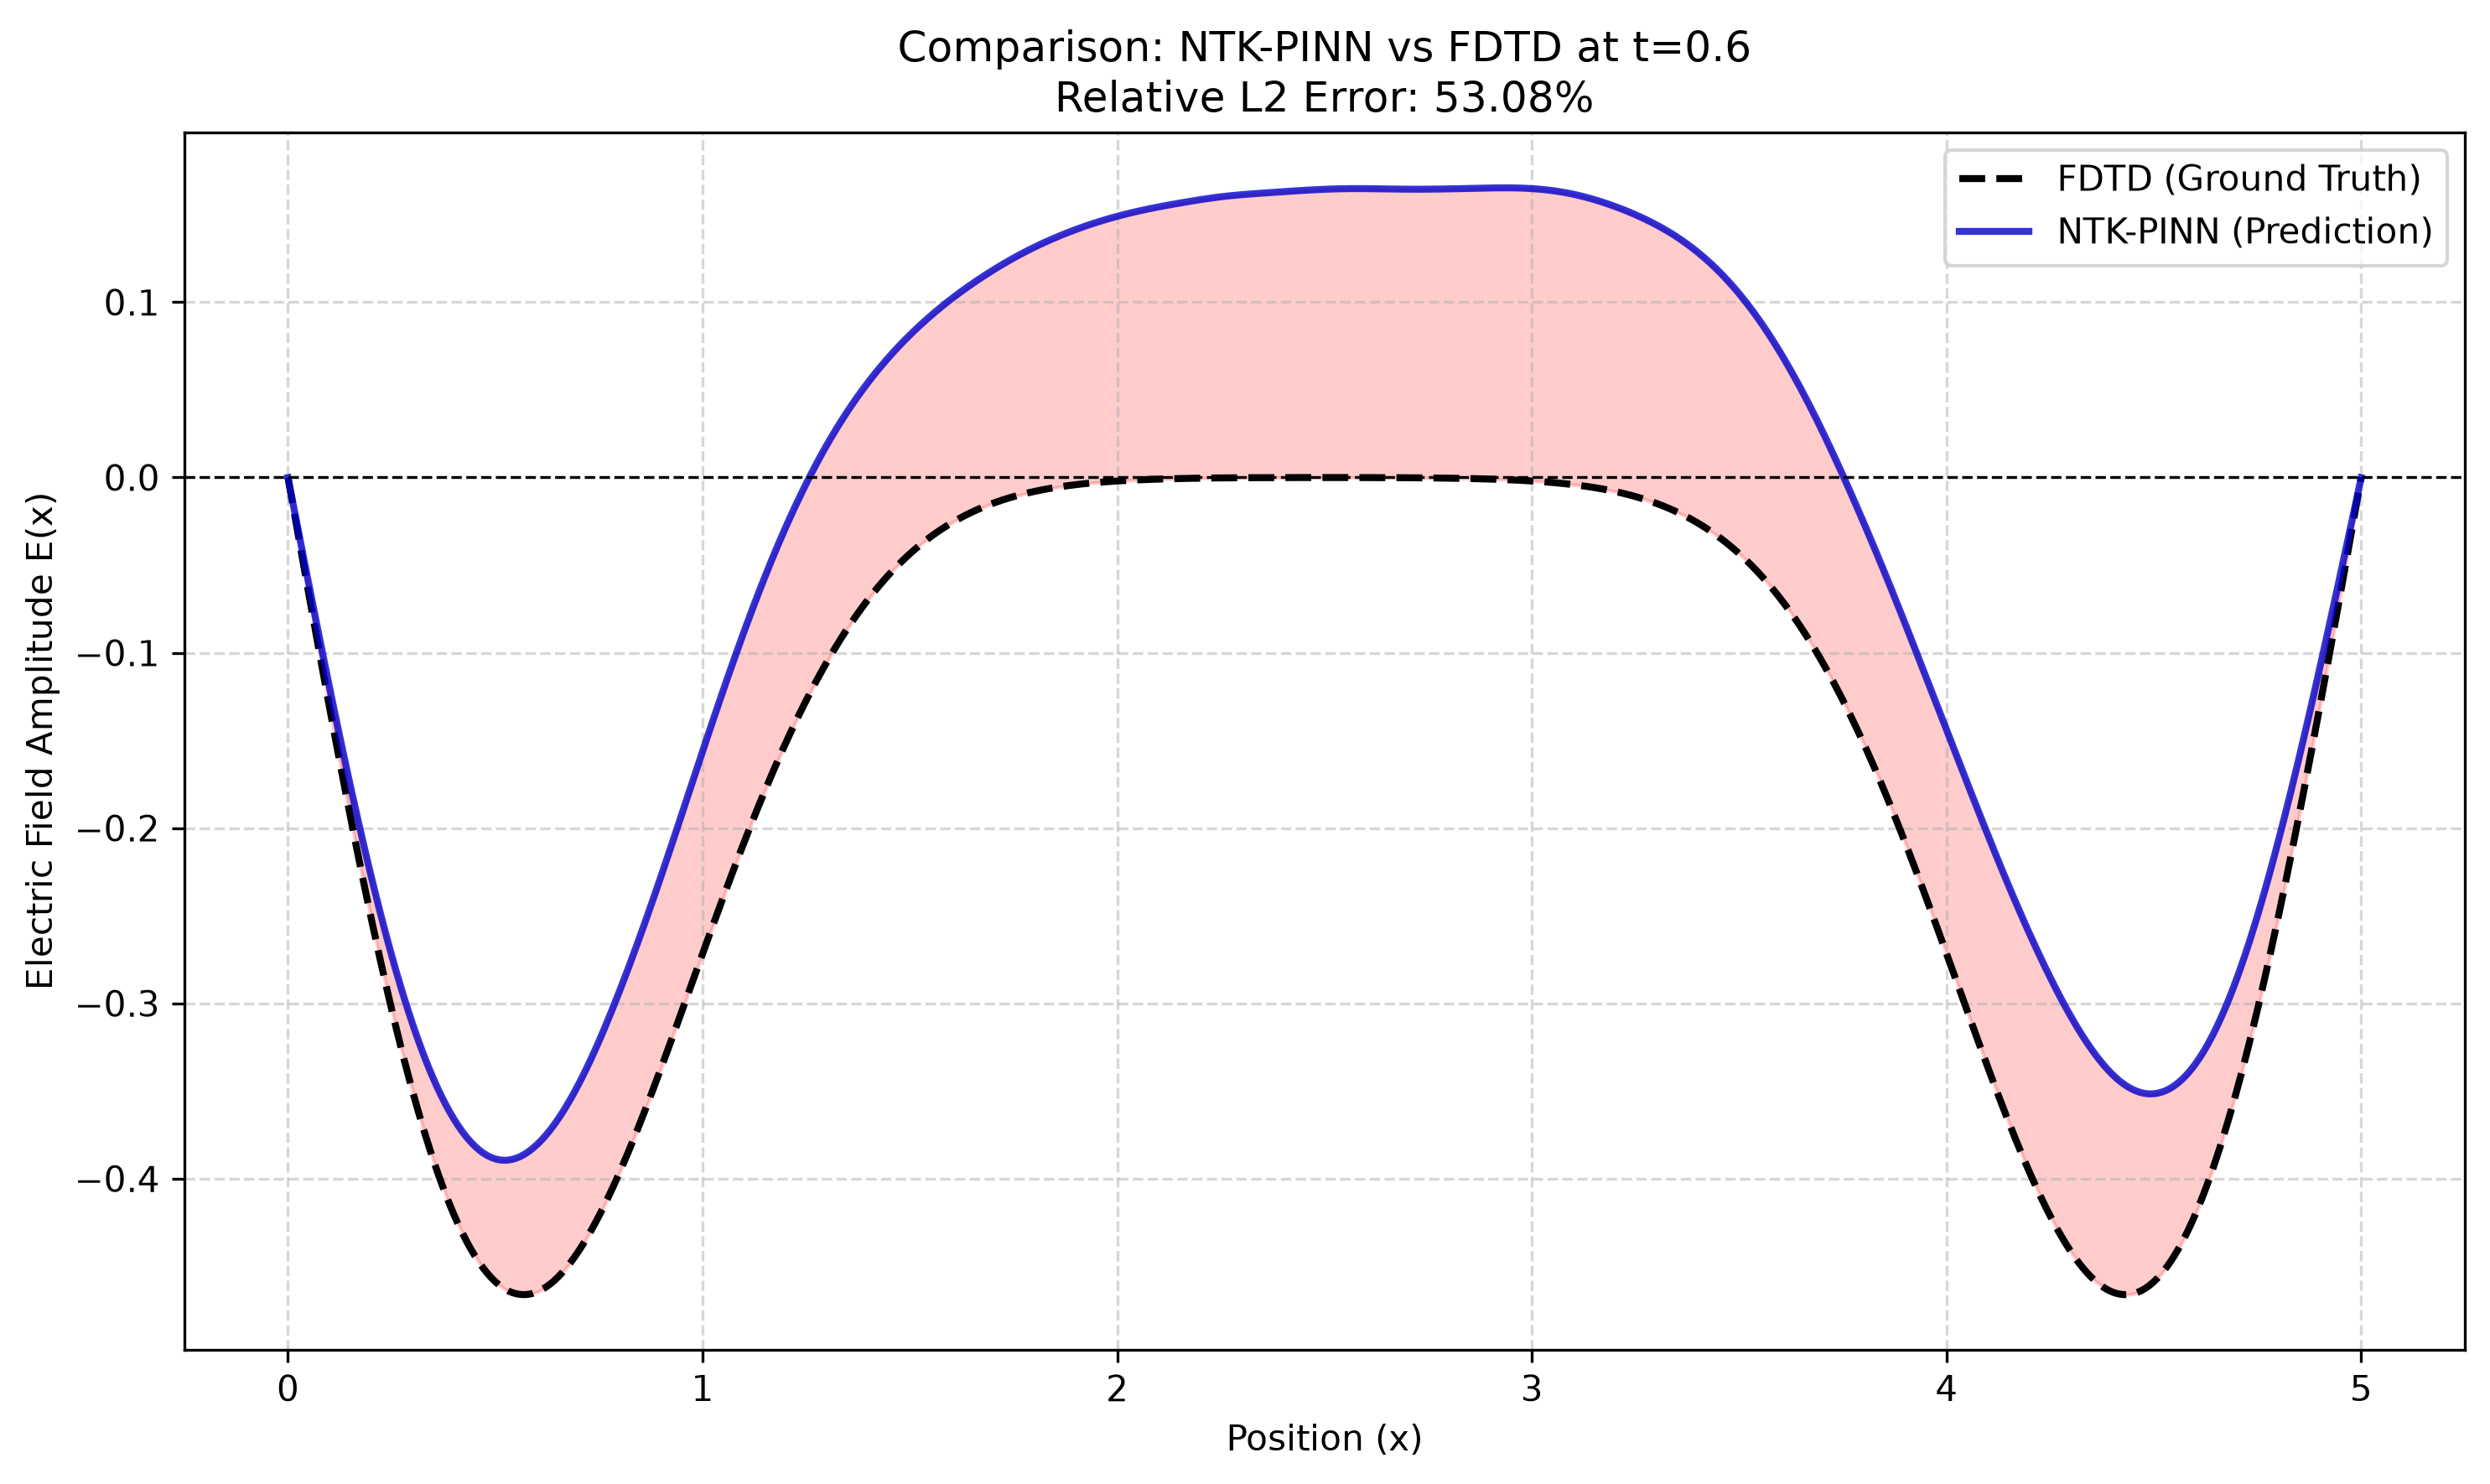 Comparison: NTK-PINN vs FDTD at t=0.6
Relative L2 Error: 53.08%
FDTD (Ground Truth)
NTK-PINN (Prediction)
Electric Field Amplitude E(x)
0.1
0.0
−0.1
−0.2
−0.3
−0.4
0 1 2 3 4 5
Position (x)